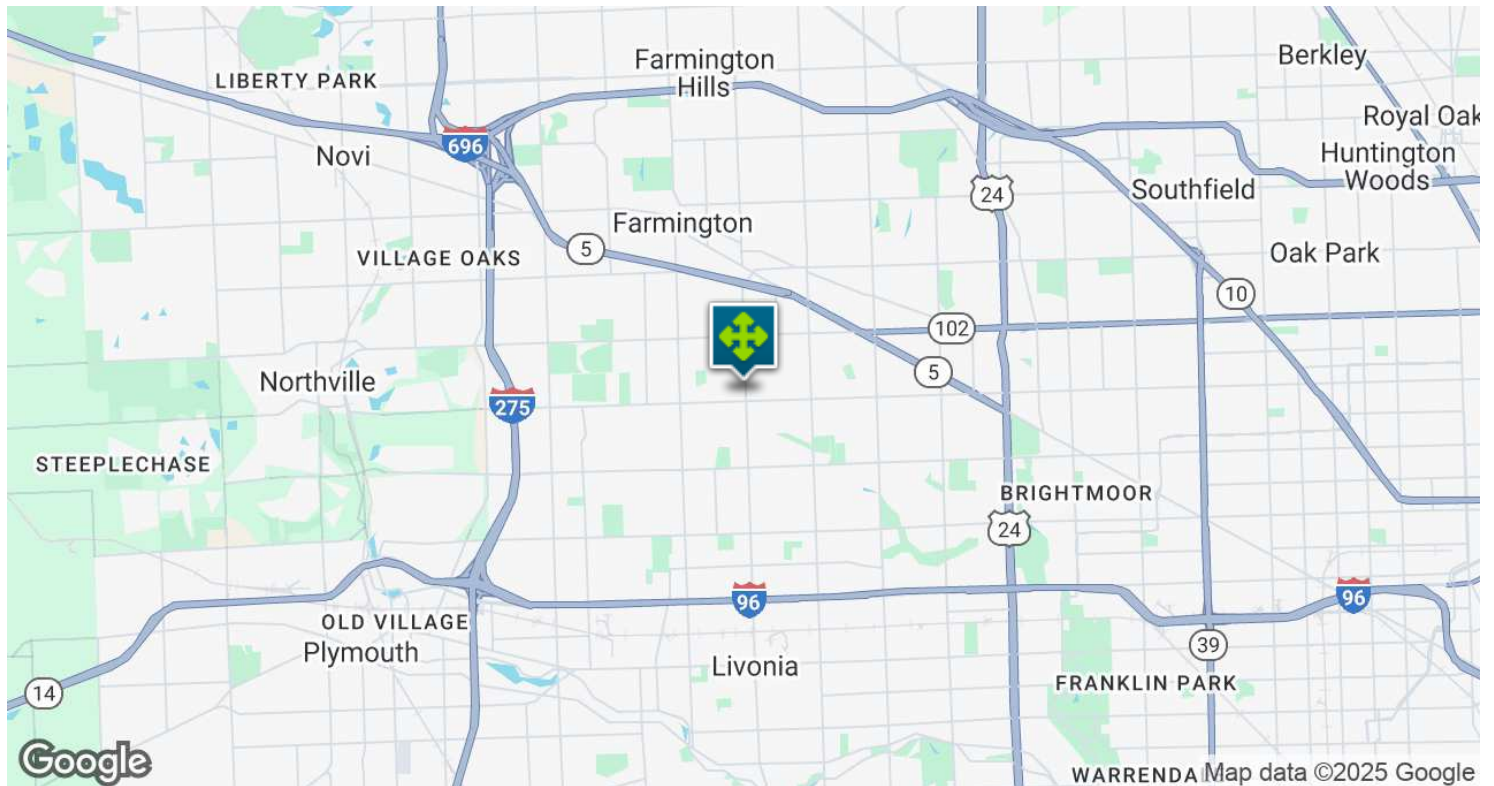 Berkley
Farmington
Hills
LIBERTY PARK
Royal Oak
696
Novi
Huntington
Woods
Southfield
24
Farmington
5
VILLAGE OAKS
Oak Park
10
102
5
Northville
275
STEEPLECHASE
BRIGHTMOOR
24
96
96
OLD VILLAGE
Plymouth
39
Livonia
14
FRANKLIN PARK
Google
WARRENDA
Map data ©2025 Google